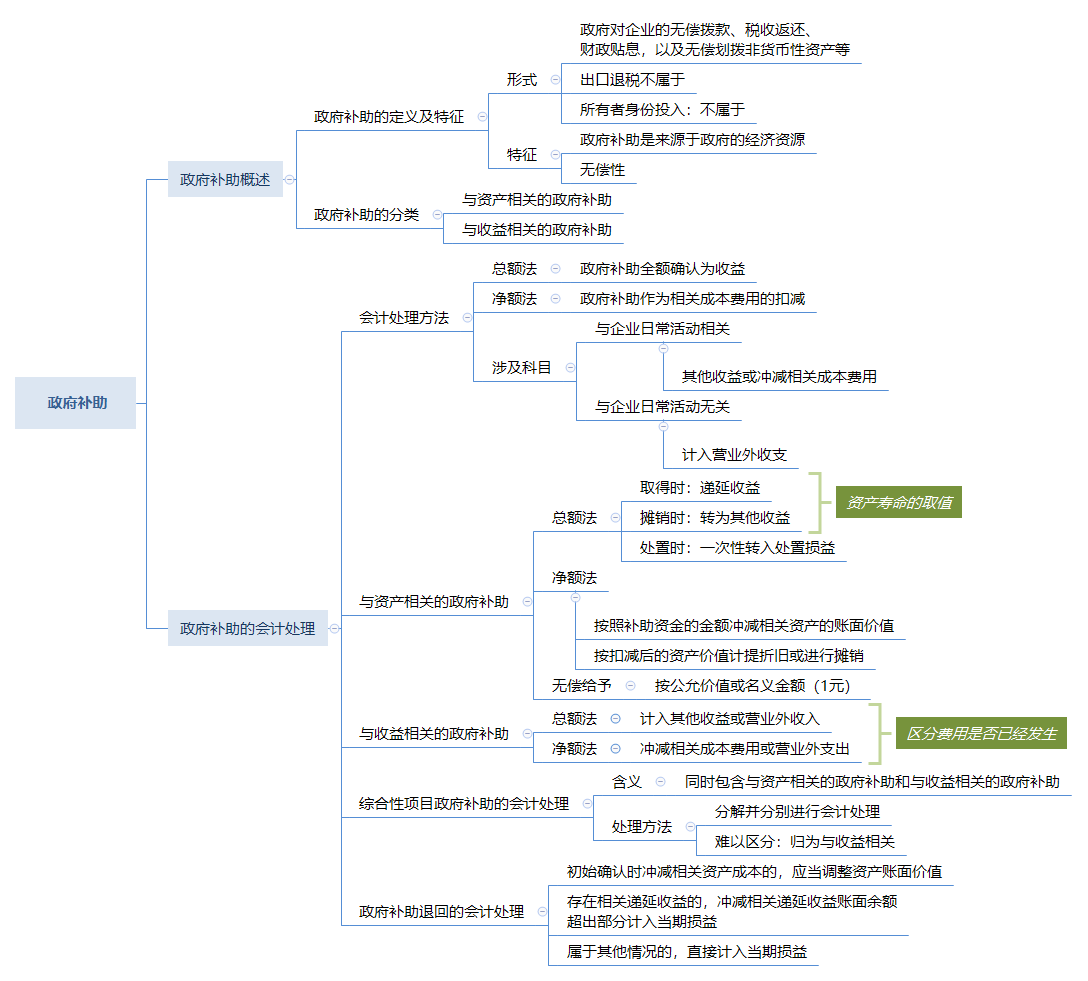 政府补助
政府补助概述
政府补助的定义及特征
形式
政府对企业的无偿拨款、税收返还、
财政贴息，以及无偿划拨非货币性资产等
出口退税不属于
所有者身份投入：不属于
特征
政府补助是来源于政府的经济资源
无偿性
政府补助的分类
与资产相关的政府补助
与收益相关的政府补助
政府补助的会计处理
会计处理方法
总额法
政府补助全额确认为收益
净额法
政府补助作为相关成本费用的扣减
涉及科目
与企业日常活动相关
其他收益或冲减相关成本费用
与企业日常活动无关
计入营业外收支
与资产相关的政府补助
总额法
取得时：递延收益
摊销时：转为其他收益
资产寿命的取值
处置时：一次性转入处置损益
净额法
按照补助资金的金额冲减相关资产的账面价值
按扣减后的资产价值计提折旧或进行摊销
无偿给予
按公允价值或名义金额（1元）
与收益相关的政府补助
总额法
计入其他收益或营业外收入
净额法
冲减相关成本费用或营业外支出
区分费用是否已经发生
综合性项目政府补助的会计处理
含义
同时包含与资产相关的政府补助和与收益相关的政府补助
处理方法
分解并分别进行会计处理
难以区分：归为与收益相关
政府补助退回的会计处理
初始确认时冲减相关资产成本的，应当调整资产账面价值
存在相关递延收益的，冲减相关递延收益账面余额
超出部分计入当期损益
属于其他情况的，直接计入当期损益